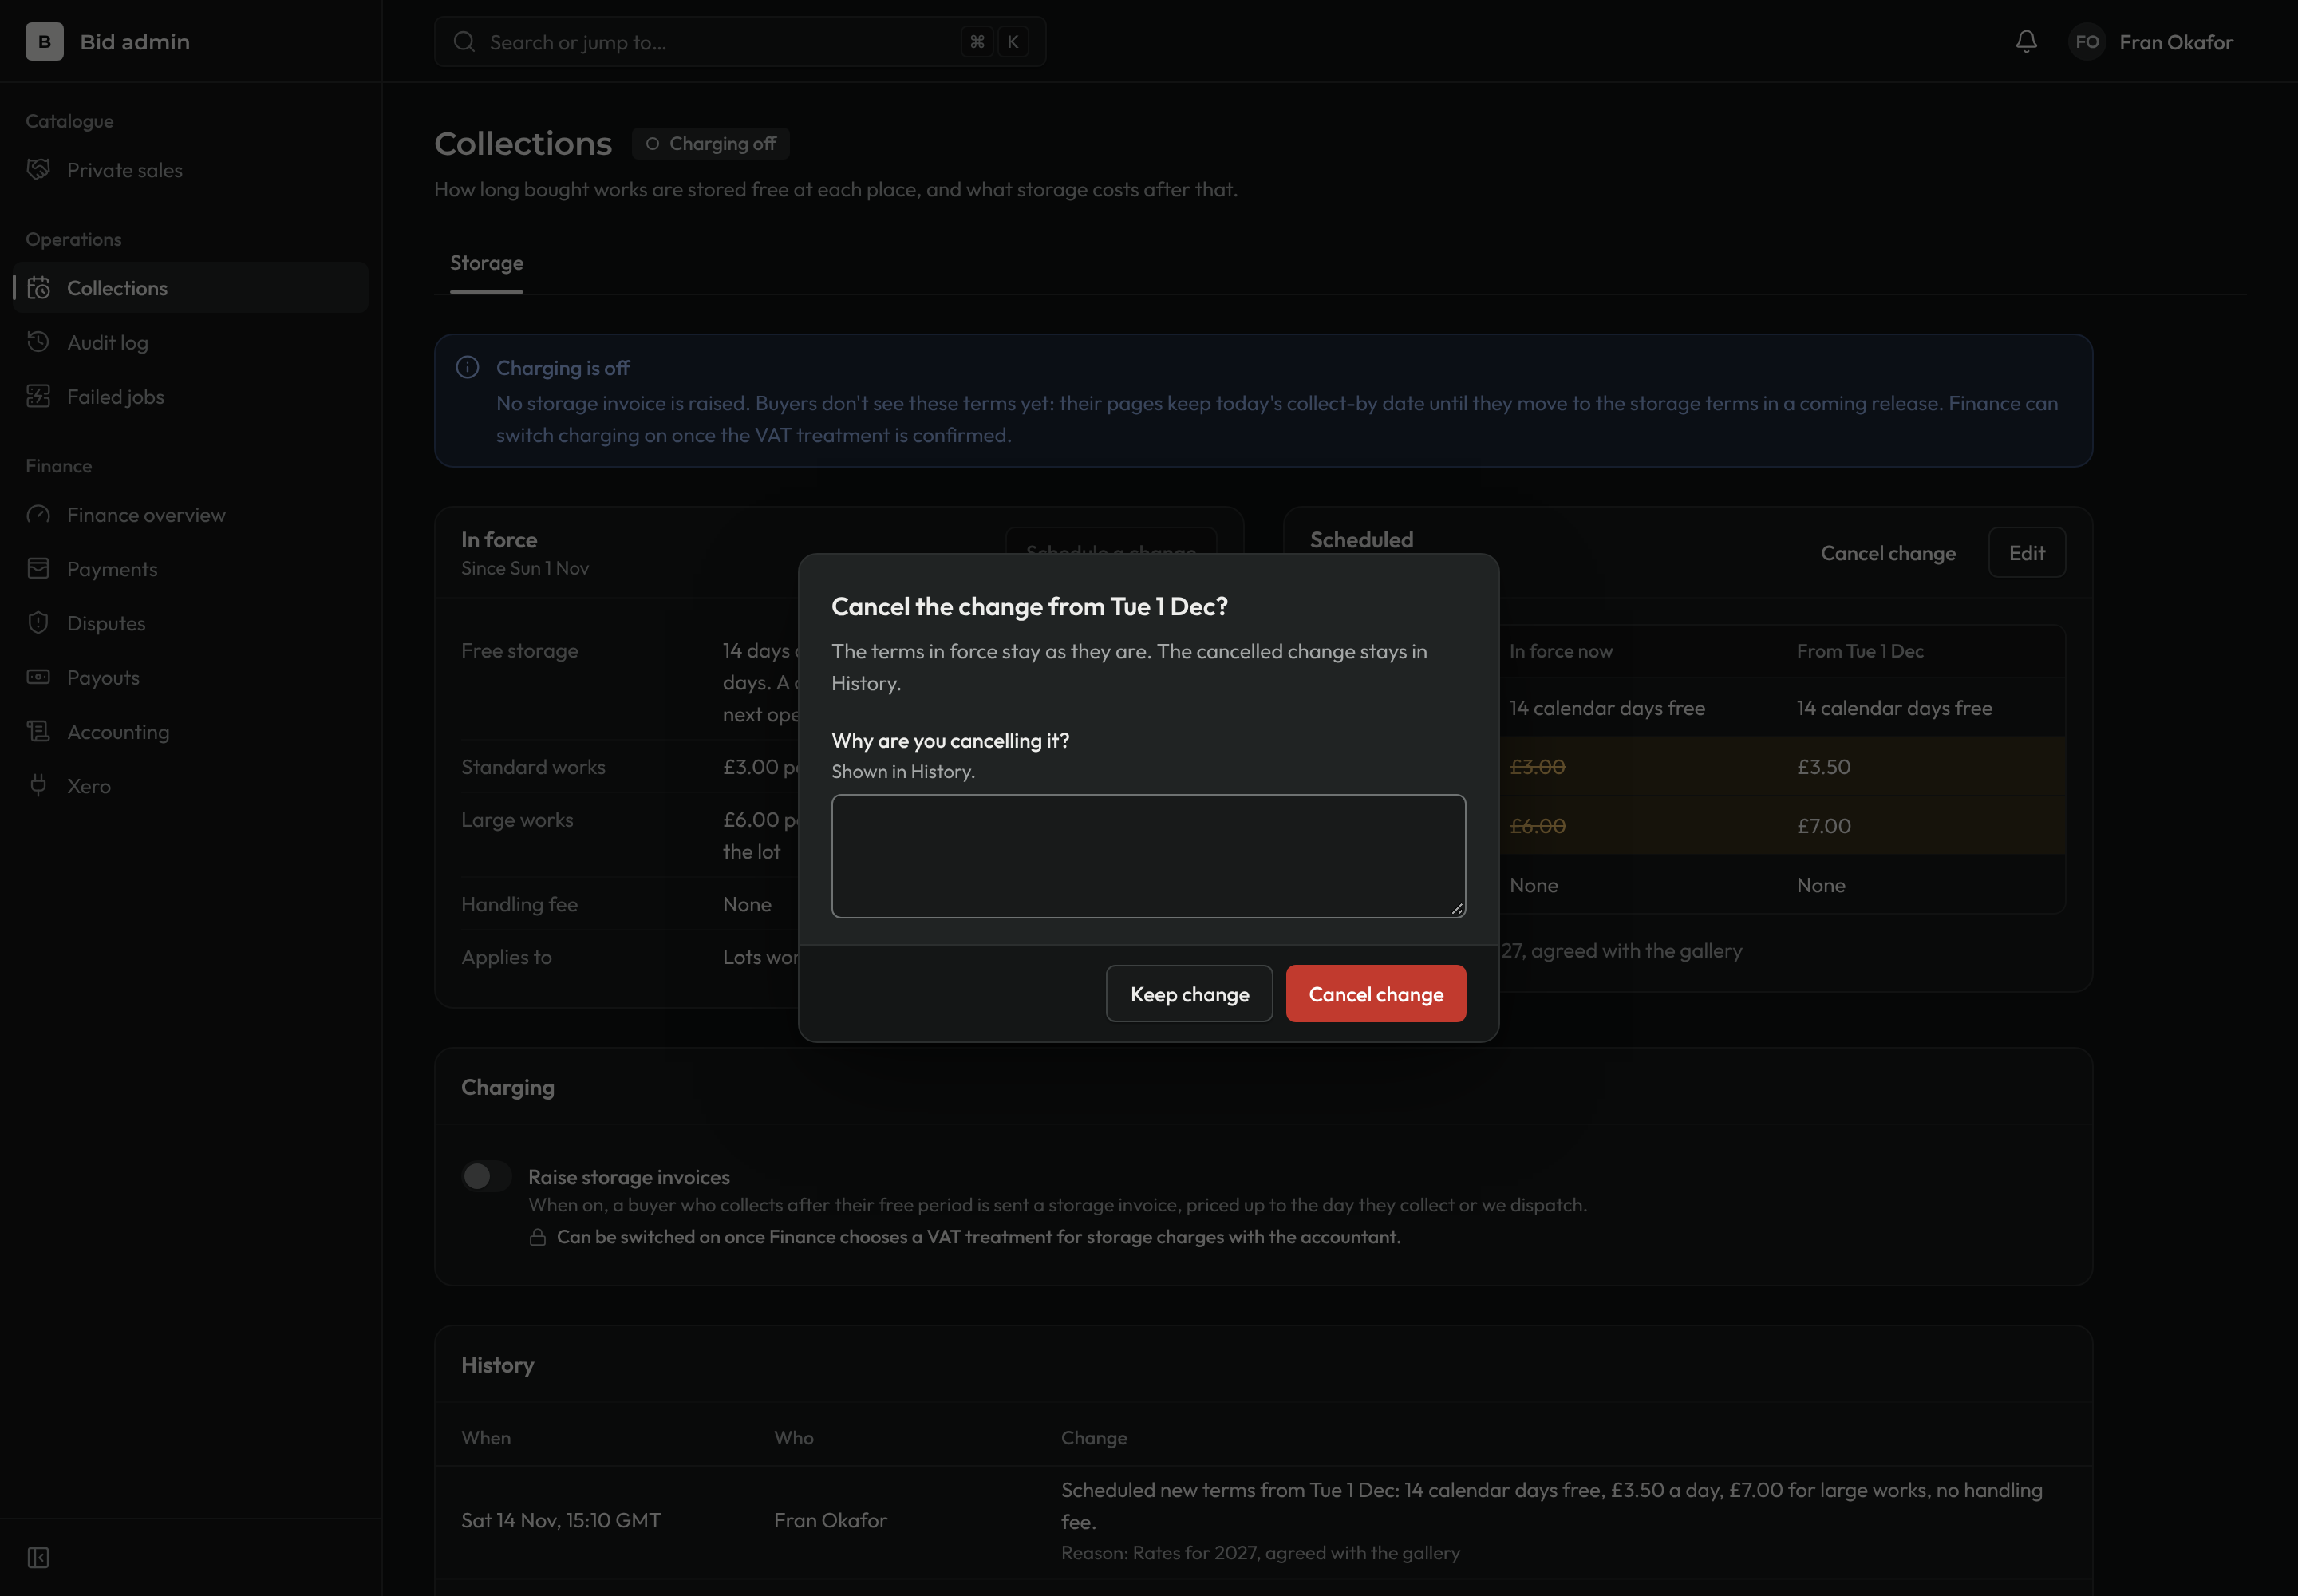 B Bid admin
Search or jump to...
⌘ K
FO Fran Okafor
Catalogue
Private sales
Operations
Collections
Audit log
Failed jobs
Finance
Finance overview
Payments
Disputes
Payouts
Accounting
Xero
Collections
Charging off
How long bought works are stored free at each place, and what storage costs after that.
Storage
Charging is off
No storage invoice is raised. Buyers don't see these terms yet: their pages keep today's collect-by date until they move to the storage terms in a coming release. Finance can
switch charging on once the VAT treatment is confirmed.
In force
Since Sun 1 Nov
Schedule a change
Free storage
14 days
days. A
next
Standard works
£3.00
Large works
£6.00
the lot
Handling fee
None
Applies to
Lots
Scheduled
Cancel change
Edit
In force now
From Tue 1 Dec
14 calendar days free
14 calendar days free
£3.00
£3.50
£6.00
£7.00
None
None
27, agreed with the gallery
Cancel the change from Tue 1 Dec?
The terms in force stay as they are. The cancelled change stays in
History.
Why are you cancelling it?
Shown in History.
Keep change
Cancel change
Charging
Raise storage invoices
When on, a buyer who collects after their free period is sent a storage invoice, priced up to the day they collect or we dispatch.
Can be switched on once Finance chooses a VAT treatment for storage charges with the accountant.
History
When
Who
Change
Sat 14 Nov, 15:10 GMT
Fran Okafor
Scheduled new terms from Tue 1 Dec: 14 calendar days free, £3.50 a day, £7.00 for large works, no handling
fee.
Reason: Rates for 2027, agreed with the gallery